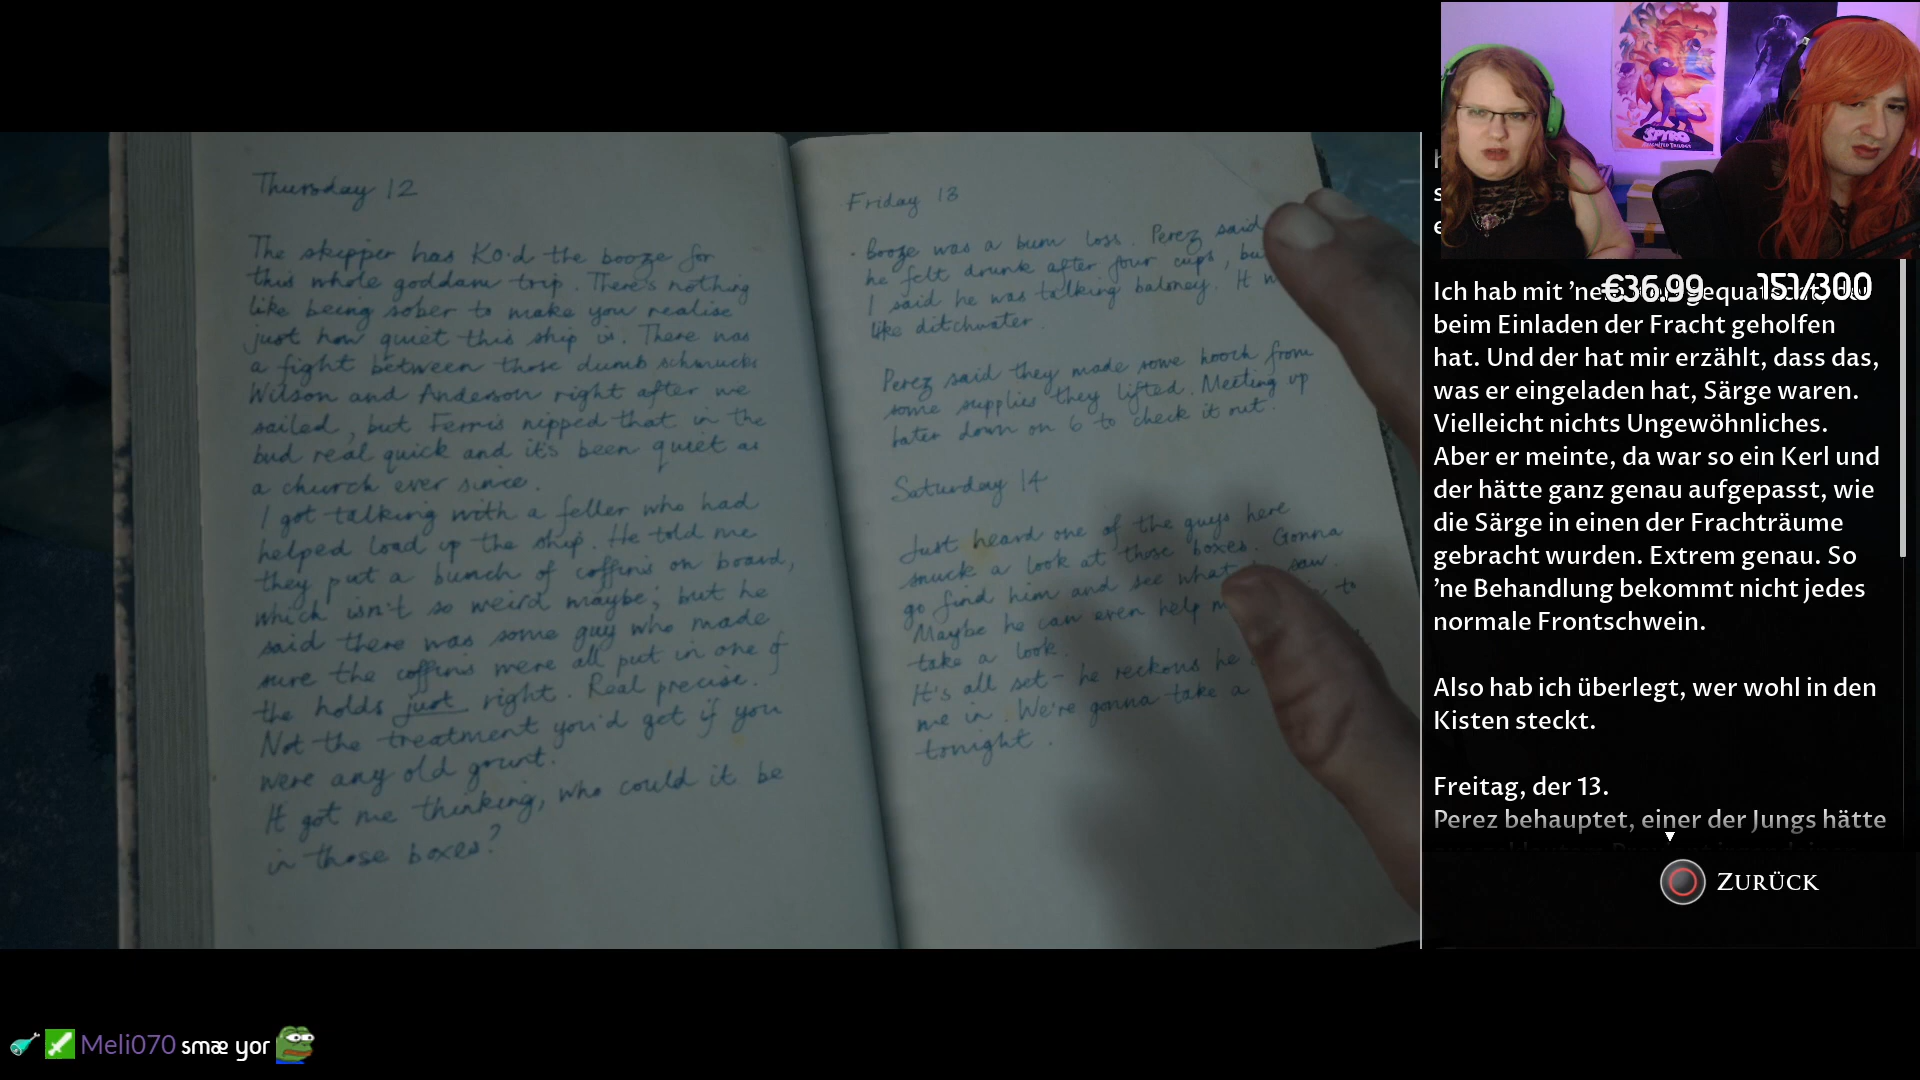 Thursday 12
The skipper has KO'd the booze for
this whole goddam trip. There's nothing
like being sober to make you realise
just how quiet this ship is. There was
a fight between those dumb schmucks
Wilson and Anderson right after we
sailed, but Ferris nipped that in the
bud real quick and it's been quiet as
a church ever since.
I got talking with a feller who had
helped load up the ship. He told me
they put a bunch of coffins on board,
which isn't so weird maybe; but he
said there was some guy who made
sure the coffins were all put in one of
the holds just right. Real precise.
Not the treatment you'd get if you
were any old grunt.
It got me thinking, who could it be
in those boxes?
Friday 13
Booze was a bum loss. Perez said
he felt drunk after four cups, bu
I said he was talking baloney. It w
like ditchwater.
Perez said they made some hooch from
some supplies they lifted. Meeting up
later down on 6 to check it out.
Saturday 14
Just heard one of the guys here
snuck a look at those boxes. Gonna
go find him and see what saw.
Maybe he can even help to
take a look.
It's all set - he reckons he
me in. We're gonna take a
tonight.
SPYRO
€36.99 151/300
Ich hab mit 'ne
beim Einladen der Fracht geholfen
hat. Und der hat mir erzählt, dass das,
was er eingeladen hat, Särge waren.
Vielleicht nichts Ungewöhnliches.
Aber er meinte, da war so ein Kerl und
der hätte ganz genau aufgepasst, wie
die Särge in einen der Frachträume
gebracht wurden. Extrem genau. So
'ne Behandlung bekommt nicht jedes
normale Frontschwein.
Also hab ich überlegt, wer wohl in den
Kisten steckt.
Freitag, der 13.
Perez behauptet, einer der Jungs hätte
ZURÜCK
Meli070 smæ yor